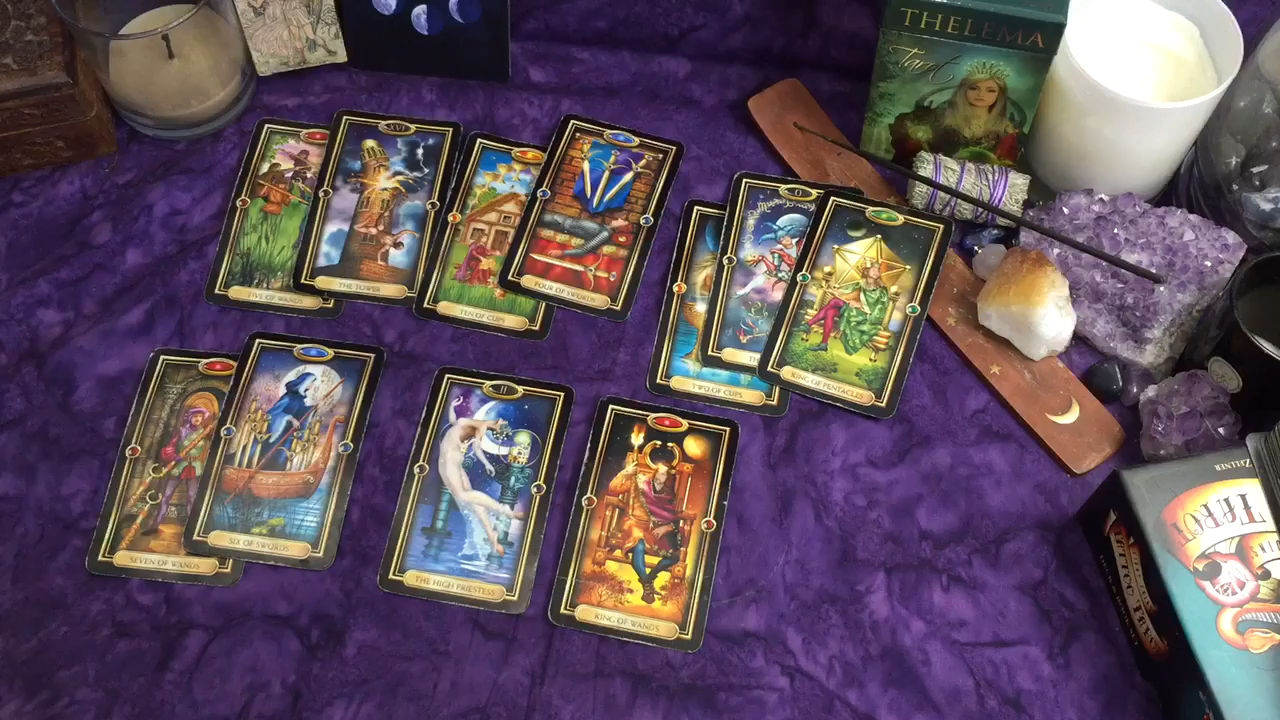 THELEMA
Tarot
FIVE OF WANDS
XVI
THE TOWER
TEN OF CUPS
FOUR OF SWORDS
TWO OF CUPS
KING OF PENTACLES
SEVEN OF WANDS
SIX OF SWORDS
II
THE HIGH PRIESTESS
KING OF WANDS
TAROT